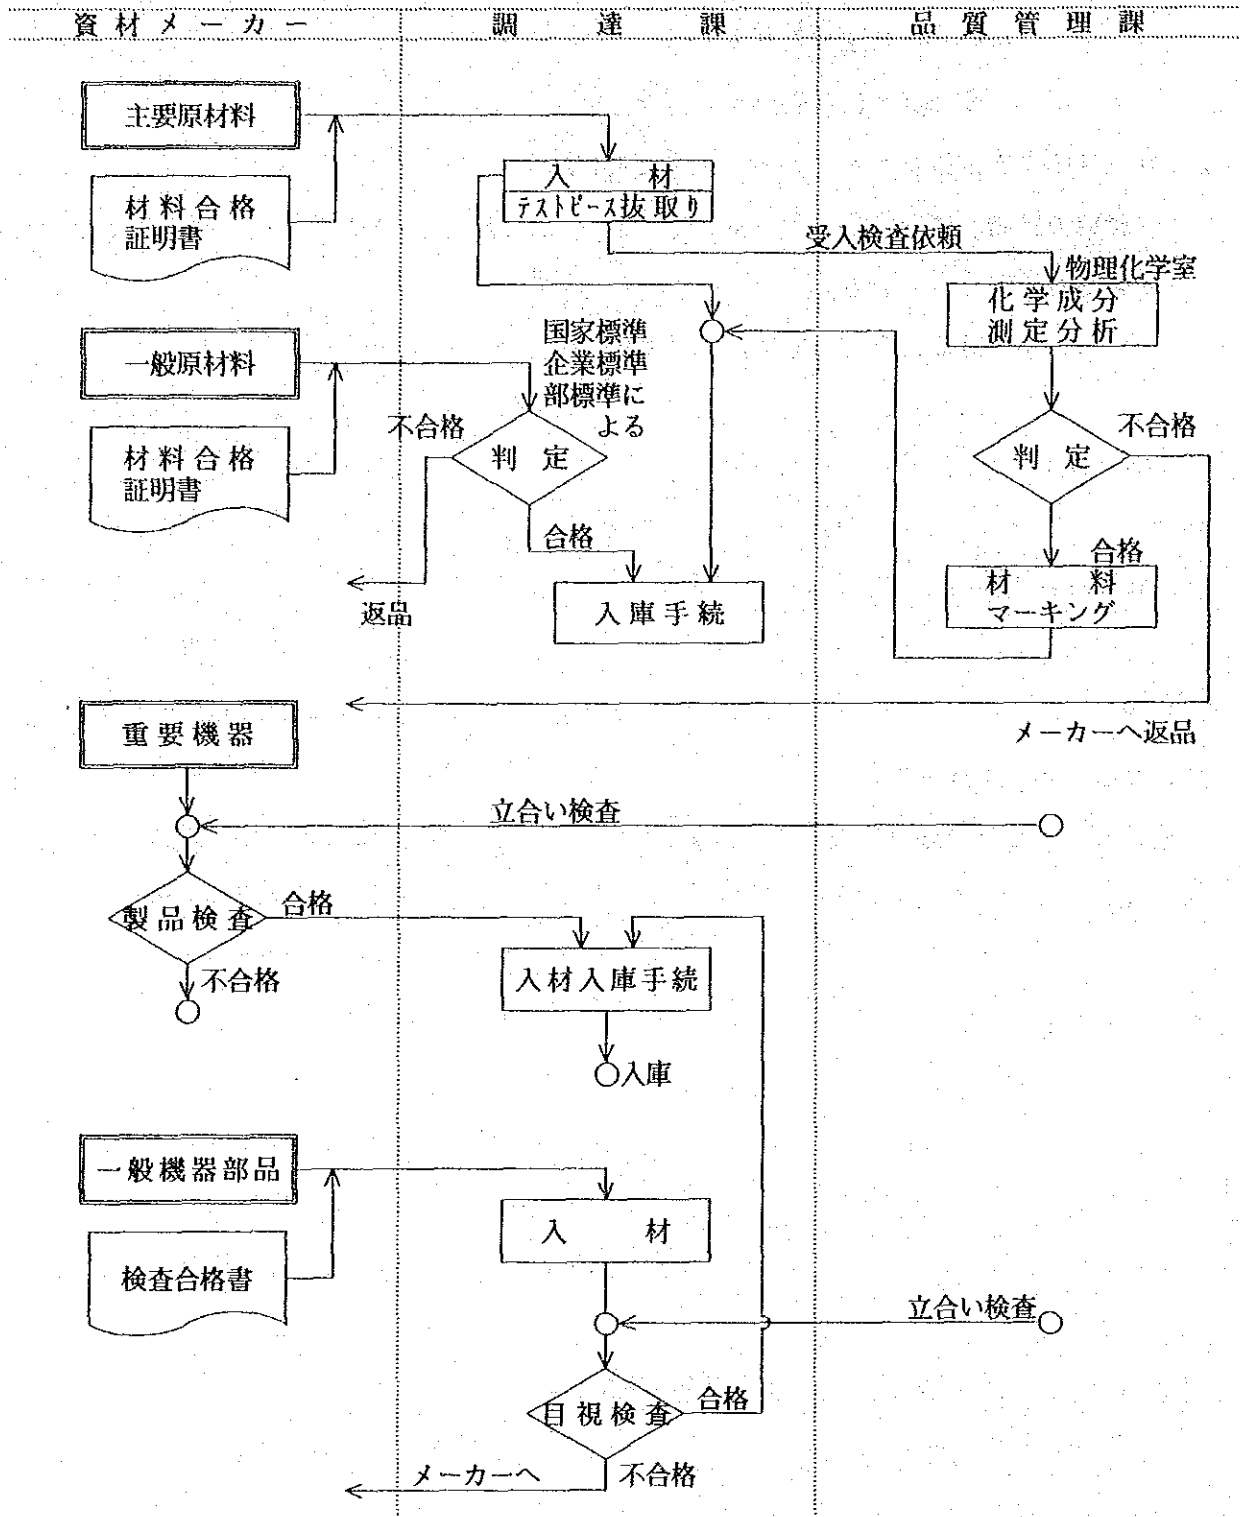 資材メーカー
調達課
品質管理課
主要原材料
材料合格
証明書
入材
テストピース抜取り
受入検査依頼
物理化学室
化学成分
測定分析
一般原材料
国家標準
企業標準
部標準に
よる
材料合格
証明書
不合格
判定
合格
返品
入庫手続
判定
不合格
合格
材料
マーキング
メーカーへ返品
重要機器
立合い検査
製品検査
合格
不合格
入材入庫手続
入庫
一般機器部品
検査合格書
入材
立合い検査
目視検査
合格
メーカーへ
不合格